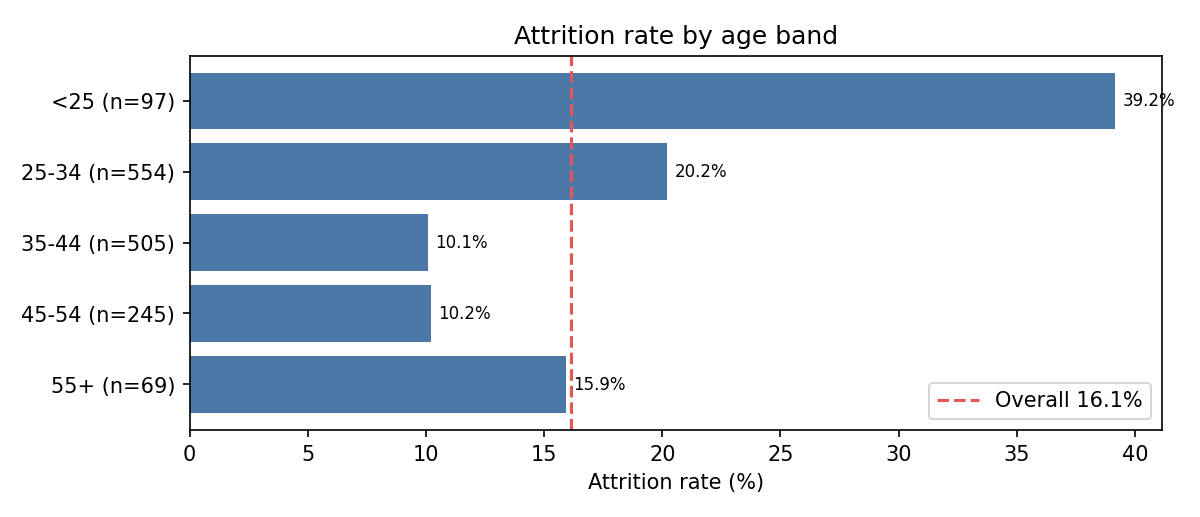 Attrition rate by age band
<25 (n=97)
39.2%
25-34 (n=554)
20.2%
35-44 (n=505)
10.1%
45-54 (n=245)
10.2%
55+ (n=69)
15.9%
Overall 16.1%
0 5 10 15 20 25 30 35 40
Attrition rate (%)